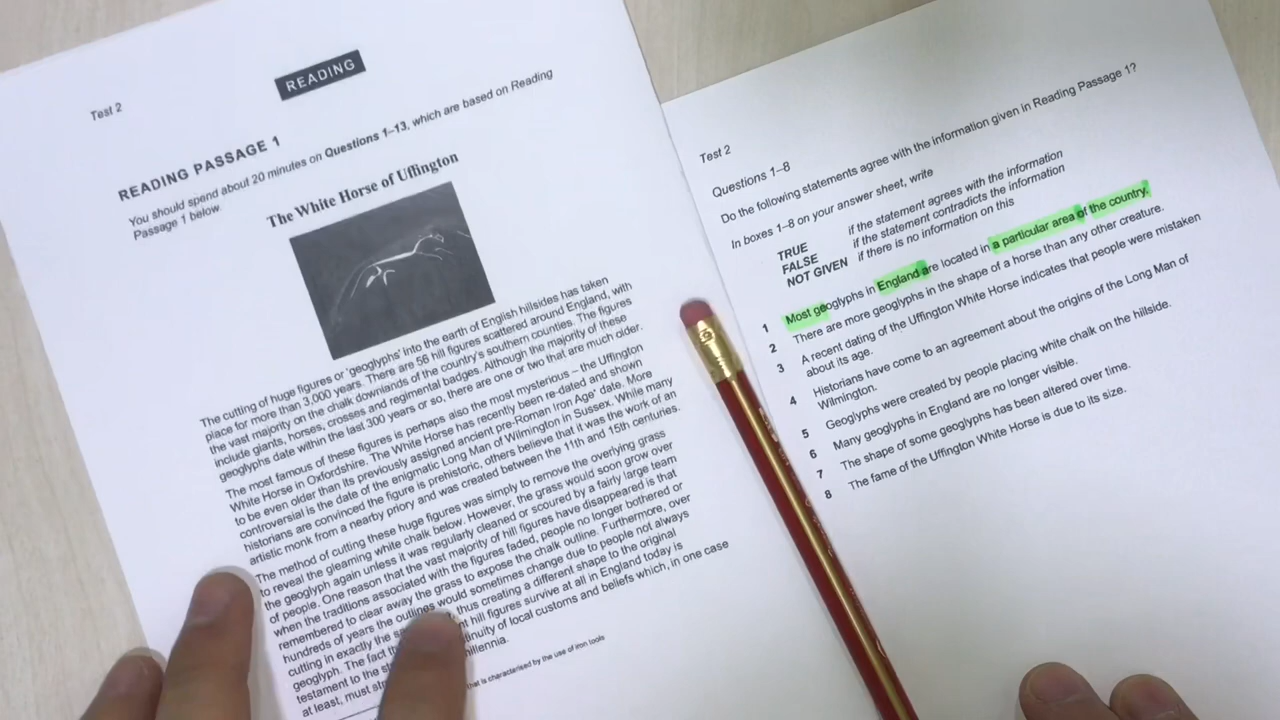 Test 2
READING
READING PASSAGE 1
You should spend about 20 minutes on Questions 1–13, which are based on Reading
Passage 1 below
The White Horse of Uffington
The cutting of huge figures or 'geoglyphs' into the earth of English hillsides has taken
place for more than 3,000 years. There are 56 hill figures scattered around England, with
the vast majority on the chalk downlands of the country's southern counties. The figures
include giants, horses, crosses and regimental badges. Although the majority of these
geoglyphs date within the last 300 years or so, there are one or two that are much older.
The most famous of these figures is perhaps also the most mysterious – the Uffington
White Horse in Oxfordshire. The White Horse has recently been re-dated and shown
to be even older than its previously assigned ancient pre-Roman Iron Age* date. More
controversial is the date of the enigmatic Long Man of Wilmington in Sussex. While many
historians are convinced the figure is prehistoric, others believe that it was the work of an
artistic monk from a nearby priory and was created between the 11th and 15th centuries.
The method of cutting these huge figures was simply to remove the overlying grass
to reveal the gleaming white chalk below. However, the grass would soon grow over
the geoglyph again unless it was regularly cleaned or scoured by a fairly large team
of people. One reason that the vast majority of hill figures have disappeared is that
when the traditions associated with the figures faded, people no longer bothered or
remembered to clear away the grass to expose the chalk outline. Furthermore, over
hundreds of years the outlines would sometimes change due to people not always
cutting in exactly the thus creating a different shape to the original
geoglyph. The fact hill figures survive at all in England today is
testament to the of local customs and beliefs which, in one case
at least, must millennia.
that is characterised by the use of iron tools
Test 2
Questions 1–8
Do the following statements agree with the information given in Reading Passage 1?
In boxes 1–8 on your answer sheet, write
TRUE if the statement agrees with the information
FALSE if the statement contradicts the information
NOT GIVEN if there is no information on this
1 Most geoglyphs in England are located in a particular area of the country.
2 There are more geoglyphs in the shape of a horse than any other creature.
3 A recent dating of the Uffington White Horse indicates that people were mistaken
about its age.
4 Historians have come to an agreement about the origins of the Long Man of
Wilmington.
5 Geoglyphs were created by people placing white chalk on the hillside.
6 Many geoglyphs in England are no longer visible.
7 The shape of some geoglyphs has been altered over time.
8 The fame of the Uffington White Horse is due to its size.